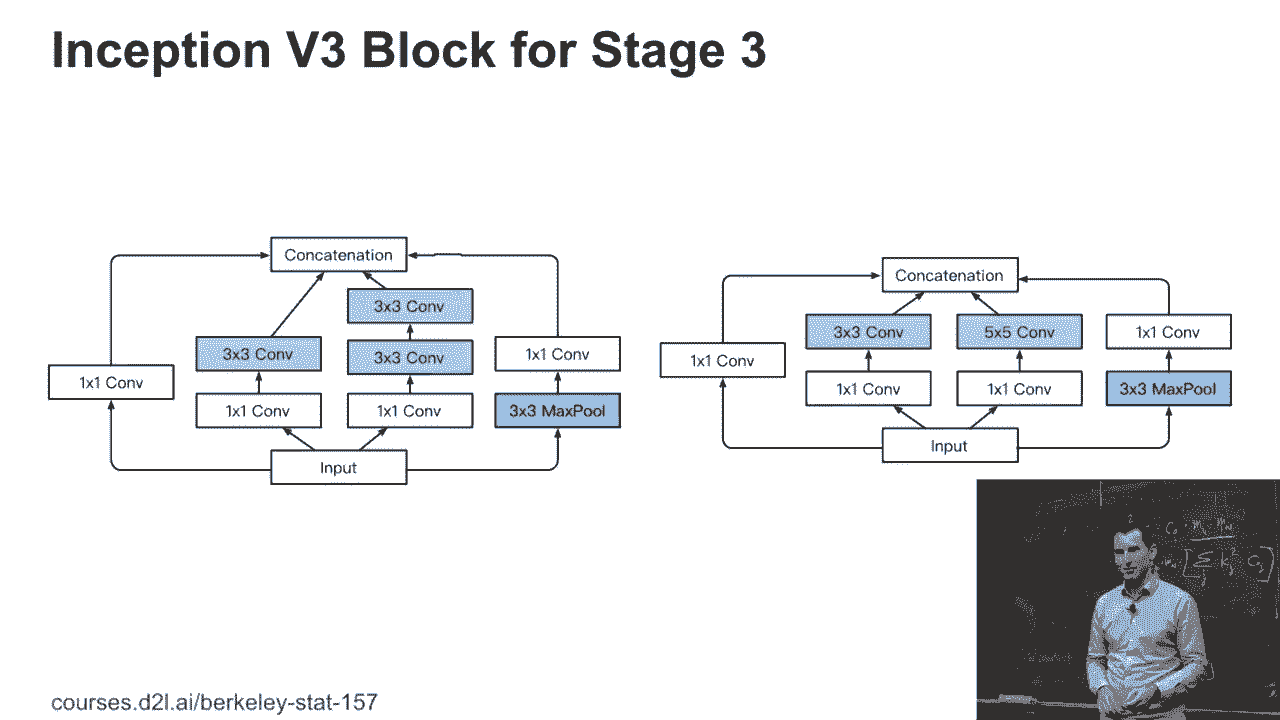 Inception V3 Block for Stage 3
Concatenation
3x3 Conv
3x3 Conv
3x3 Conv
1x1 Conv
1x1 Conv
1x1 Conv
1x1 Conv
3x3 MaxPool
Input
Concatenation
3x3 Conv
5x5 Conv
1x1 Conv
1x1 Conv
1x1 Conv
1x1 Conv
3x3 MaxPool
Input
courses.d2l.ai/berkeley-stat-157